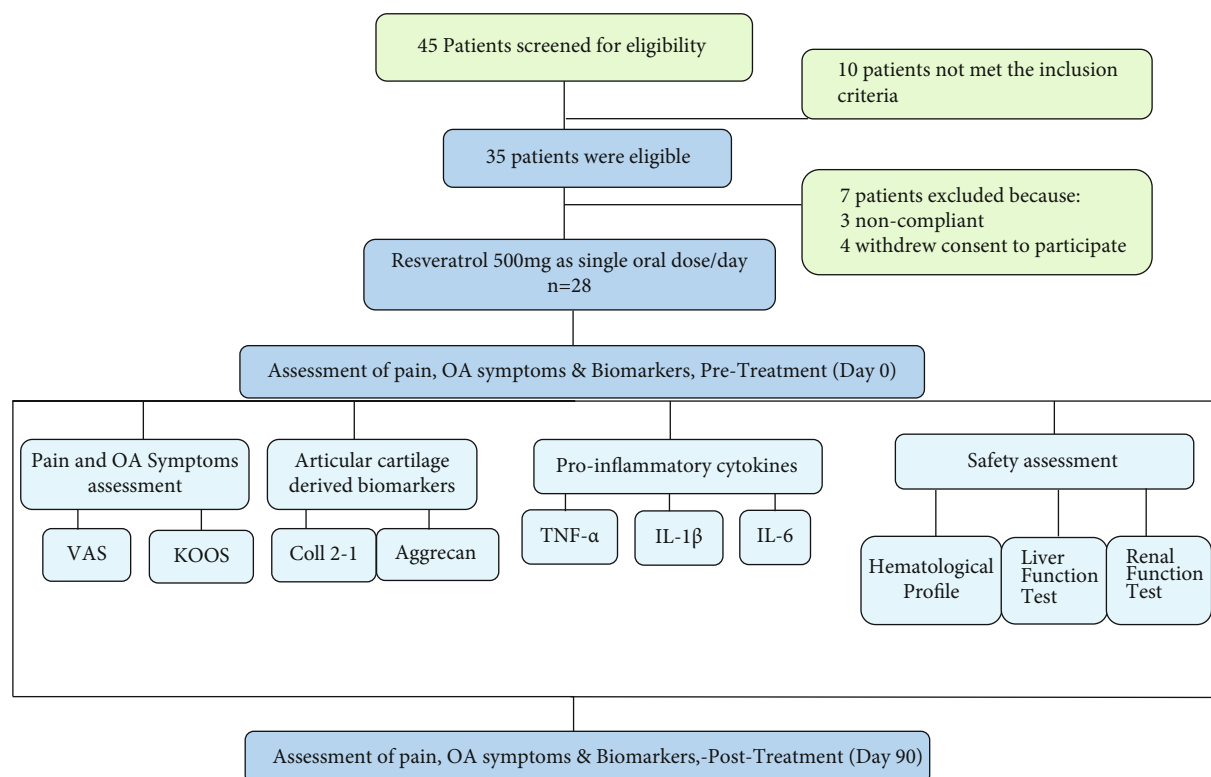 45 Patients screened for eligibility
10 patients not met the inclusion
criteria
35 patients were eligible
7 patients excluded because:
3 non-compliant
4 withdrew consent to participate
Resveratrol 500mg as single oral dose/day
n=28
Assessment of pain, OA symptoms & Biomarkers, Pre-Treatment (Day 0)
Pain and OA Symptoms
assessment
VAS
KOOS
Articular cartilage
derived biomarkers
Coll 2-1
Aggrecan
Pro-inflammatory cytokines
TNF-α
IL-1β
IL-6
Safety assessment
Hematological
Profile
Liver
Function
Test
Renal
Function
Test
Assessment of pain, OA symptoms & Biomarkers,-Post-Treatment (Day 90)